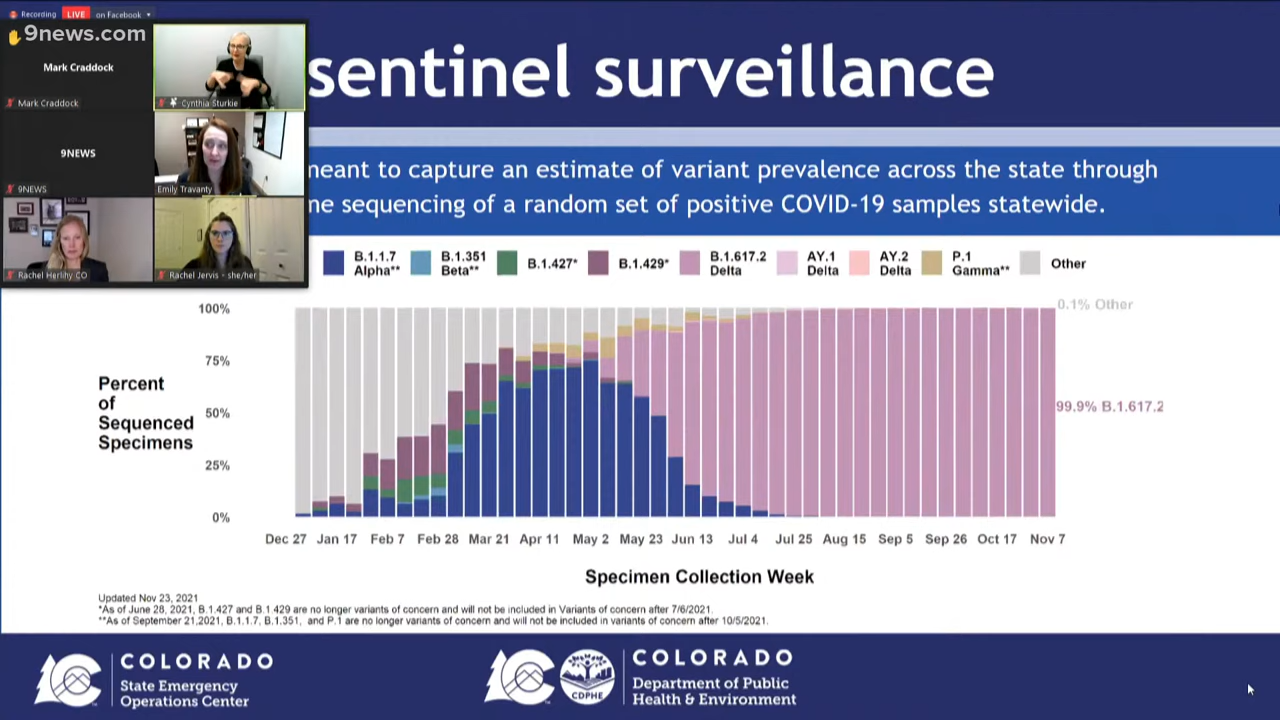 Recording LIVE on Facebook
9news.com
Mark Craddock
Mark Craddock
Cynthia Sturkie
9NEWS
9NEWS
Emily Travanty
Rachel Herlihy CO
Rachel Jervis - she/her
sentinel surveillance
meant to capture an estimate of variant prevalence across the state through
sequencing of a random set of positive COVID-19 samples statewide.
B.1.1.7 Alpha**
B.1.351 Beta**
B.1.427*
B.1.429*
B.1.617.2 Delta
AY.1 Delta
AY.2 Delta
P.1 Gamma**
Other
Percent
of
Sequenced
Specimens
100%
75%
50%
25%
0%
0.1% Other
99.9% B.1.617.2
Dec 27 Jan 17 Feb 7 Feb 28 Mar 21 Apr 11 May 2 May 23 Jun 13 Jul 4 Jul 25 Aug 15 Sep 5 Sep 26 Oct 17 Nov 7
Specimen Collection Week
Updated Nov 23, 2021
*As of June 28, 2021, B.1.427 and B.1.429 are no longer variants of concern and will not be included in Variants of concern after 7/6/2021.
**As of September 21,2021, B.1.1.7, B.1.351, and P.1 are no longer variants of concern and will not be included in variants of concern after 10/5/2021.
COLORADO
State Emergency
Operations Center
CDPHE
COLORADO
Department of Public
Health & Environment